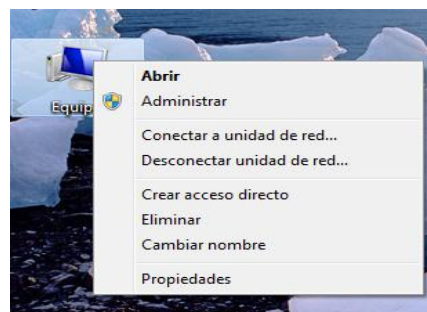 Equip
Abrir
Administrar
Conectar a unidad de red...
Desconectar unidad de red...
Crear acceso directo
Eliminar
Cambiar nombre
Propiedades